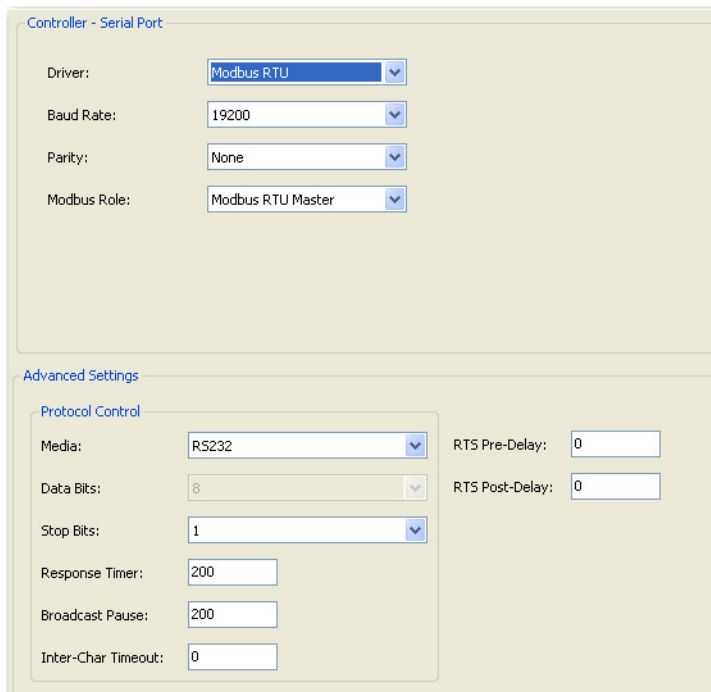 Controller - Serial Port
Driver: Modbus RTU
Baud Rate: 19200
Parity: None
Modbus Role: Modbus RTU Master
Advanced Settings
Protocol Control
Media: RS232 RTS Pre-Delay: 0
Data Bits: 8 RTS Post-Delay: 0
Stop Bits: 1
Response Timer: 200
Broadcast Pause: 200
Inter-Char Timeout: 0